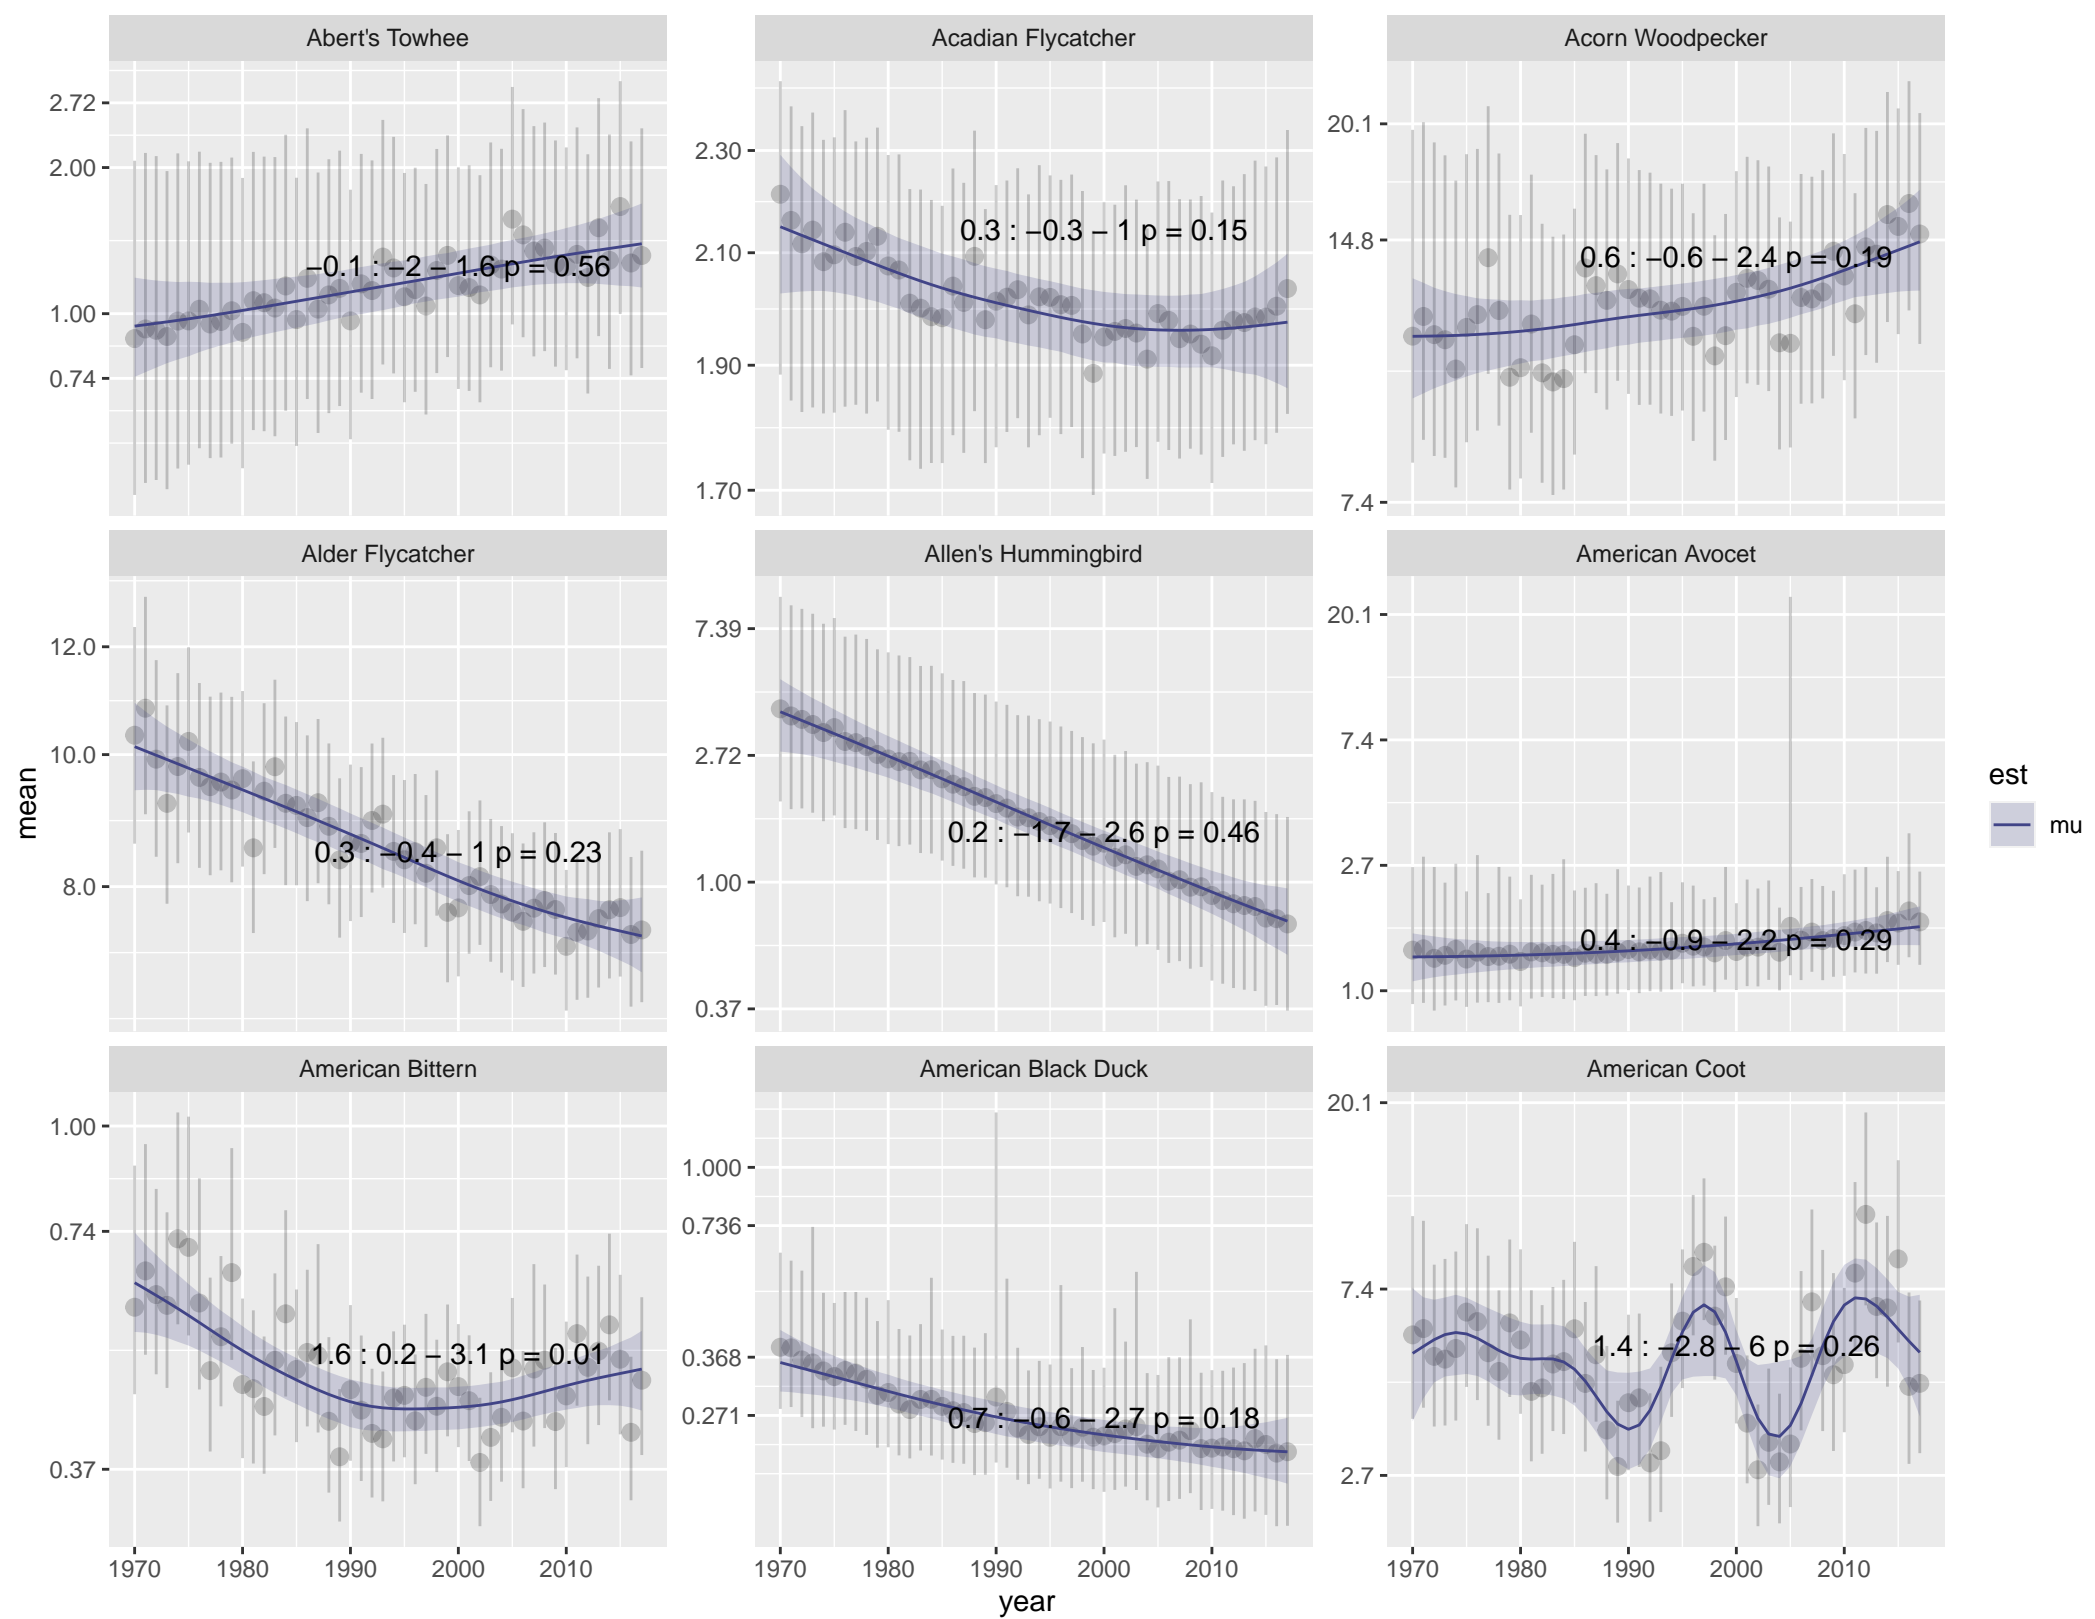 Abert's Towhee
Acadian Flycatcher
Acorn Woodpecker
2.72
2.00
1.00
0.74
−0.1 : −2 − 1.6 p = 0.56
2.30
2.10
1.90
1.70
0.3 : −0.3 − 1 p = 0.15
20.1
14.8
7.4
0.6 : −0.6 − 2.4 p = 0.19
Alder Flycatcher
Allen's Hummingbird
American Avocet
12.0
10.0
8.0
0.3 : −0.4 − 1 p = 0.23
7.39
2.72
1.00
0.37
0.2 : −1.7 − 2.6 p = 0.46
20.1
7.4
2.7
1.0
0.4 : −0.9 − 2.2 p = 0.29
American Bittern
American Black Duck
American Coot
1.00
0.74
0.37
1.6 : 0.2 − 3.1 p = 0.01
1.000
0.736
0.368
0.271
0.7 : −0.6 − 2.7 p = 0.18
20.1
7.4
2.7
1.4 : −2.8 − 6 p = 0.26
1970 1980 1990 2000 2010
1970 1980 1990 2000 2010
1970 1980 1990 2000 2010
year
mean
est
mu